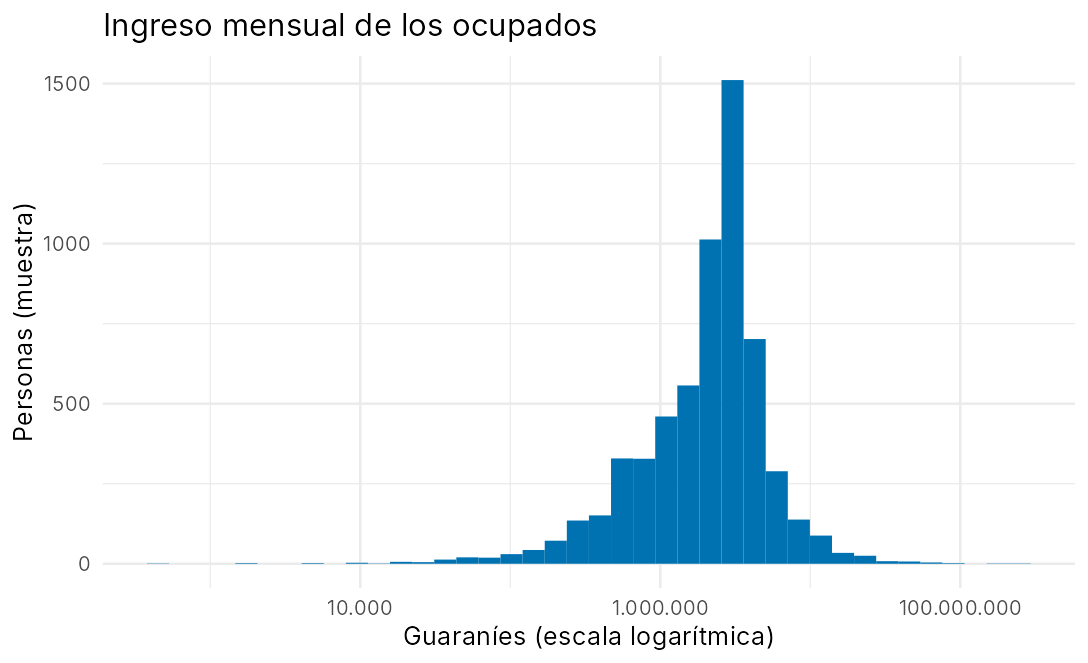 Ingreso mensual de los ocupados
Personas (muestra)
1500
1000
500
0
10.000
1.000.000
100.000.000
Guaraníes (escala logarítmica)